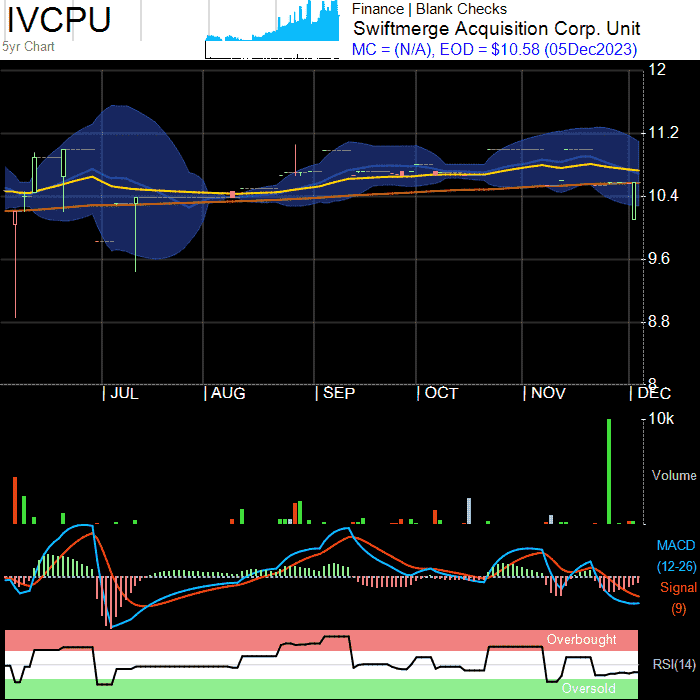 IVCPU
5yr Chart
Finance | Blank Checks
Swiftmerge Acquisition Corp. Unit
MC = (N/A), EOD = $10.58 (05Dec2023)
12
11.2
10.4
9.6
8.8
8
| JUL | AUG | SEP | OCT | NOV | DEC
10k
Volume
MACD
(12-26)
Signal
(9)
Overbought
RSI(14)
Oversold